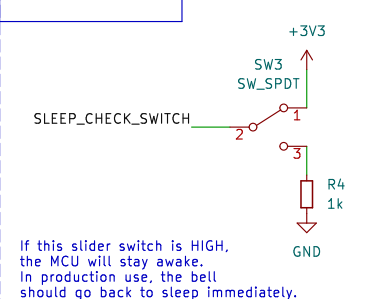 +3V3
SW3
SW_SPDT
SLEEP_CHECK_SWITCH
1
2
3
R4
1k
GND
If this slider switch is HIGH,
the MCU will stay awake.
In production use, the bell
should go back to sleep immediately.